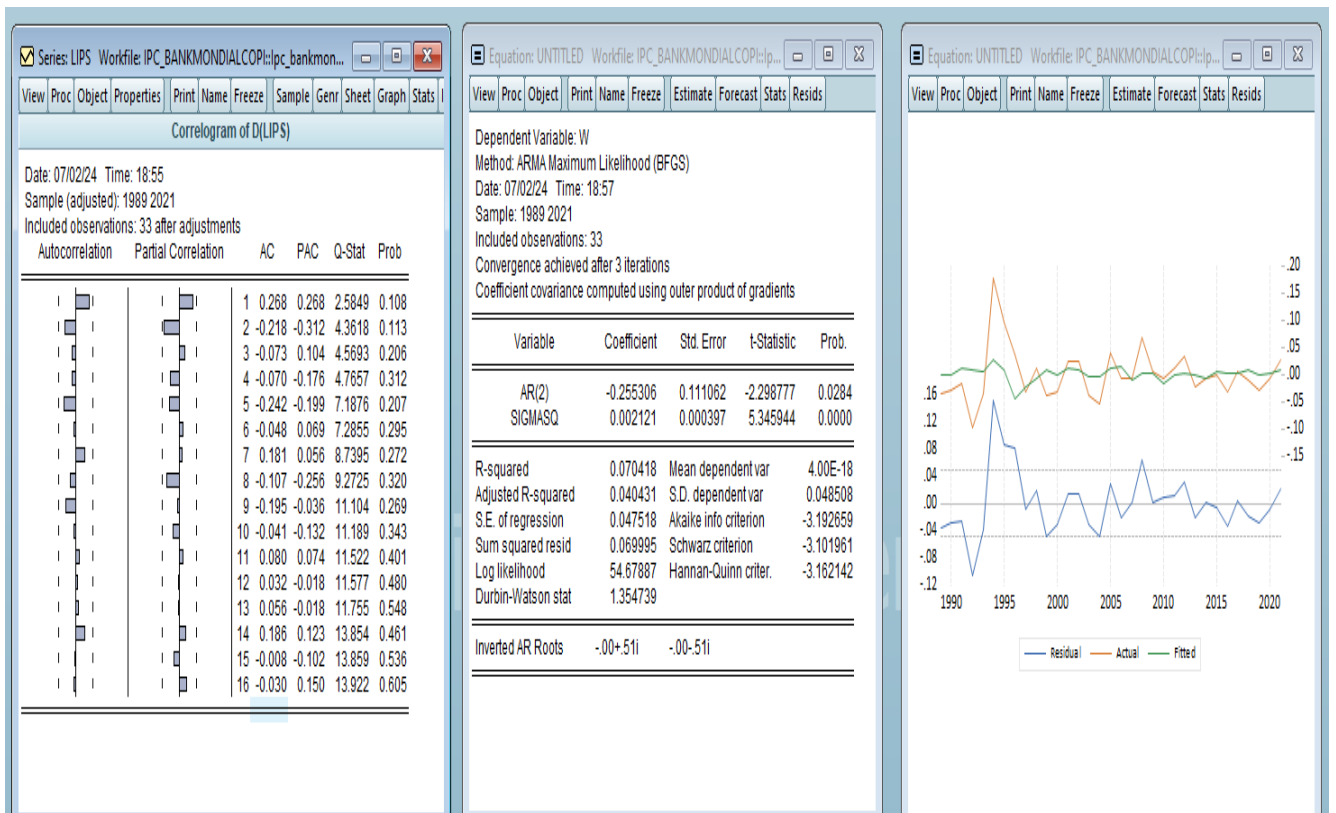 Series: LIPS Workfile: IPC_BANKMONDIALCOPI::Ipc_bankmon...
View Proc Object Properties Print Name Freeze Sample Genr Sheet Graph Stats
Correlogram of D(LIPS)
Date: 07/02/24 Time: 18:55
Sample (adjusted): 1989 2021
Included observations: 33 after adjustments
Autocorrelation Partial Correlation AC PAC Q-Stat Prob
1 0.268 0.268 2.5849 0.108
2 -0.218 -0.312 4.3618 0.113
3 -0.073 0.104 4.5693 0.206
4 -0.070 -0.176 4.7657 0.312
5 -0.242 -0.199 7.1876 0.207
6 -0.048 0.069 7.2855 0.295
7 0.181 0.056 8.7395 0.272
8 -0.107 -0.256 9.2725 0.320
9 -0.195 -0.036 11.104 0.269
10 -0.041 -0.132 11.189 0.343
11 0.080 0.074 11.522 0.401
12 0.032 -0.018 11.577 0.480
13 0.056 -0.018 11.755 0.548
14 0.186 0.123 13.854 0.461
15 -0.008 -0.102 13.859 0.536
16 -0.030 0.150 13.922 0.605
Equation: UNTITLED Workfile: IPC_BANKMONDIALCOPI::Ip...
View Proc Object Print Name Freeze Estimate Forecast Stats Resids
Dependent Variable: W
Method: ARMA Maximum Likelihood (BFGS)
Date: 07/02/24 Time: 18:57
Sample: 1989 2021
Included observations: 33
Convergence achieved after 3 iterations
Coefficient covariance computed using outer product of gradients
Variable Coefficient Std. Error t-Statistic Prob.
AR(2) -0.255306 0.111062 -2.298777 0.0284
SIGMASQ 0.002121 0.000397 5.345944 0.0000
R-squared 0.070418 Mean dependent var 4.00E-18
Adjusted R-squared 0.040431 S.D. dependent var 0.048508
S.E. of regression 0.047518 Akaike info criterion -3.192659
Sum squared resid 0.069995 Schwarz criterion -3.101961
Log likelihood 54.67887 Hannan-Quinn criter. -3.162142
Durbin-Watson stat 1.354739
Inverted AR Roots -.00+.51i -.00-.51i
Equation: UNTITLED Workfile: IPC_BANKMONDIALCOPI::Ip...
View Proc Object Print Name Freeze Estimate Forecast Stats Resids
.20
.15
.10
.05
.00
-.05
-.10
-.15
.16
.12
.08
.04
.00
-.04
-.08
-.12
1990 1995 2000 2005 2010 2015 2020
Residual Actual Fitted